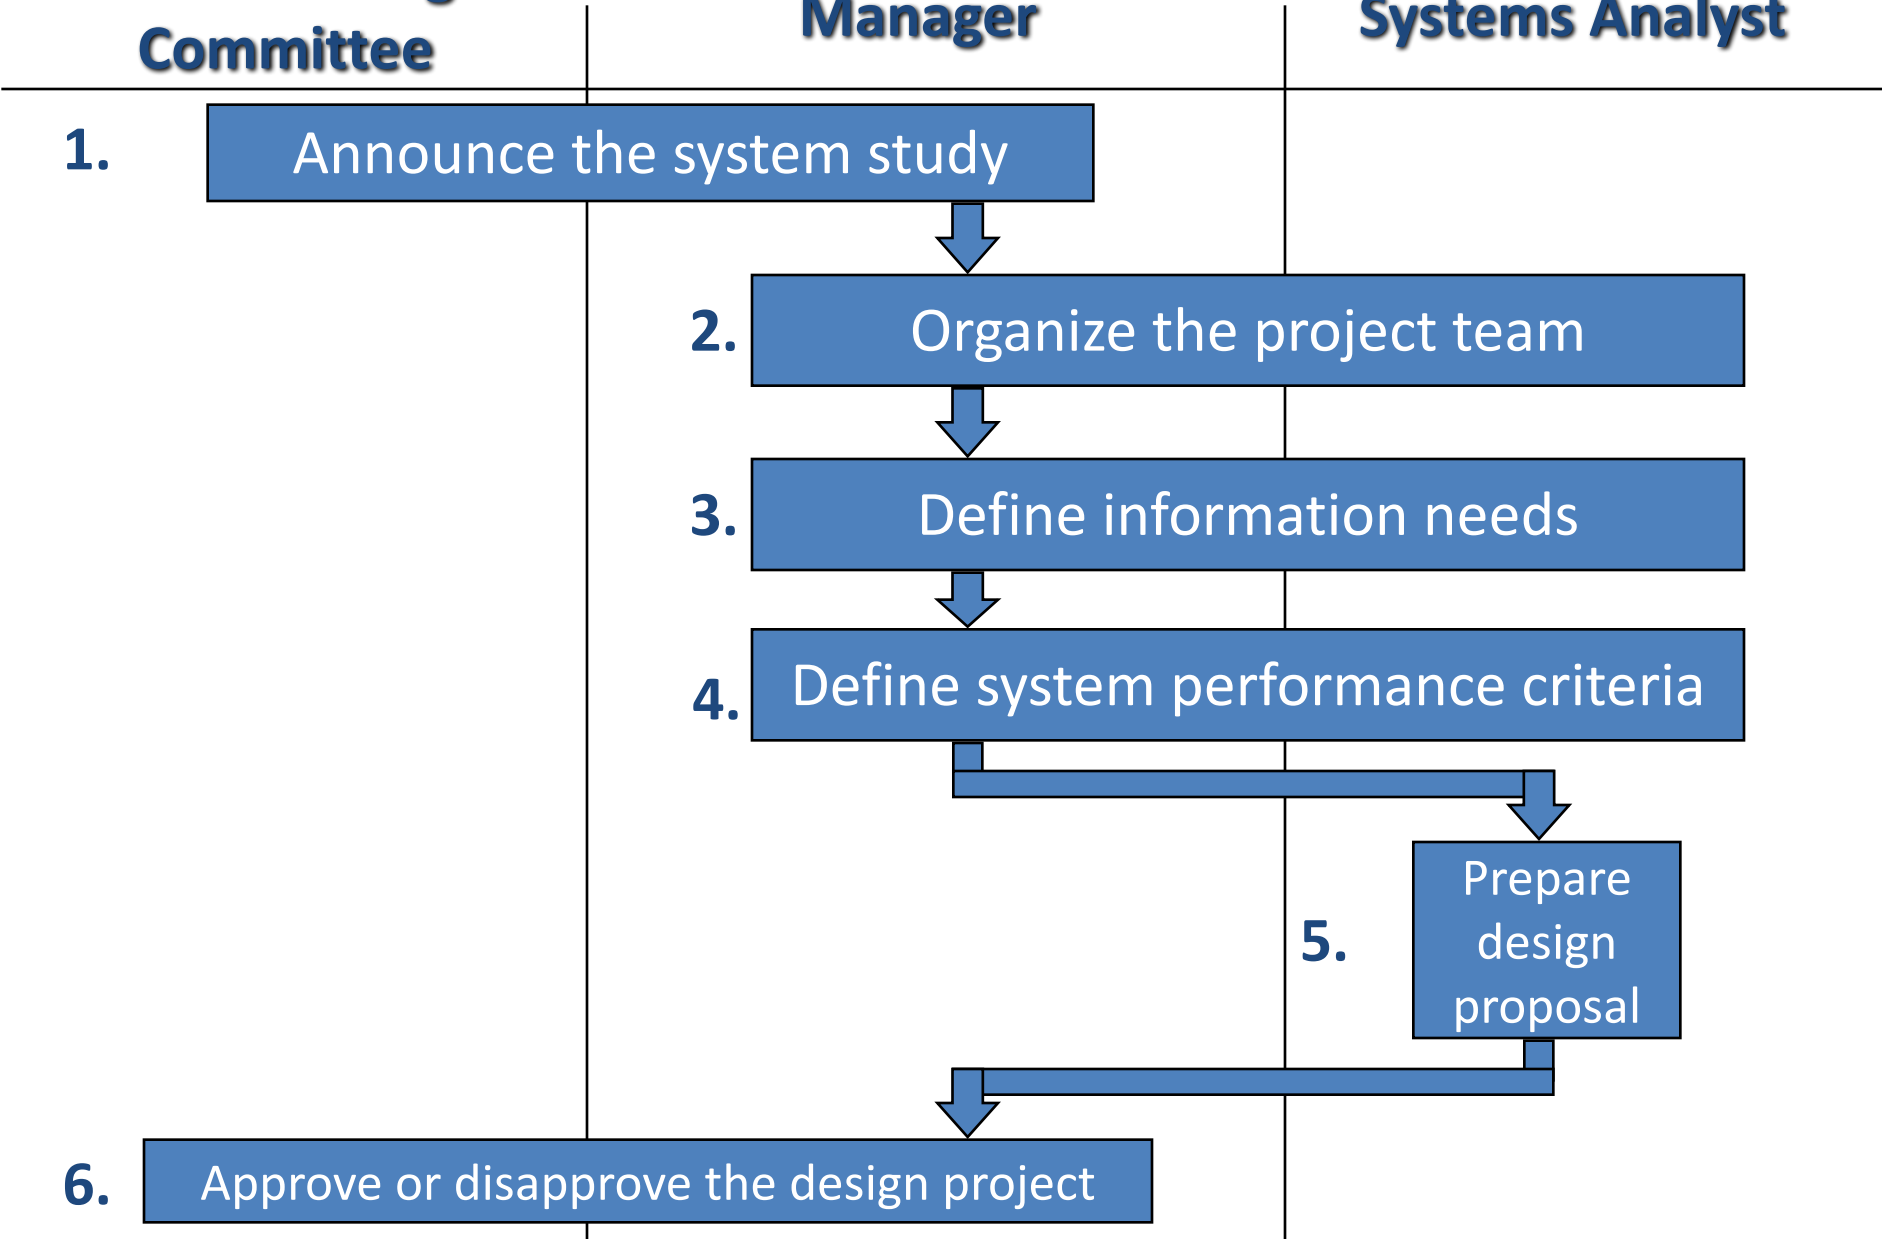 Committee
Manager
Systems Analyst
1.
Announce the system study
2.
Organize the project team
3.
Define information needs
4.
Define system performance criteria
5.
Prepare
design
proposal
6.
Approve or disapprove the design project